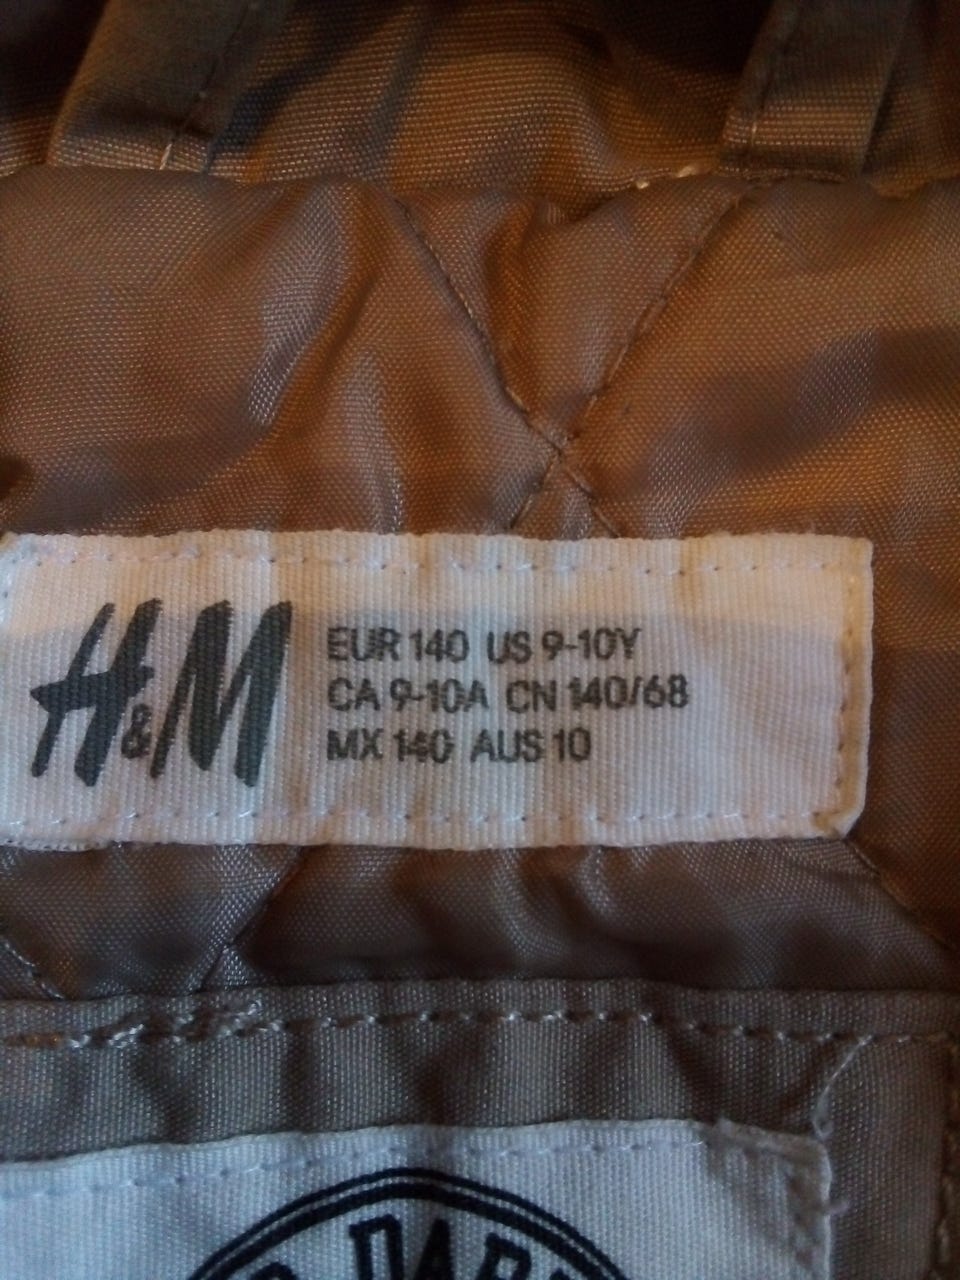 H&M
EUR 140 US 9-10Y
CA 9-10A CN 140/68
MX 140 AUS 10